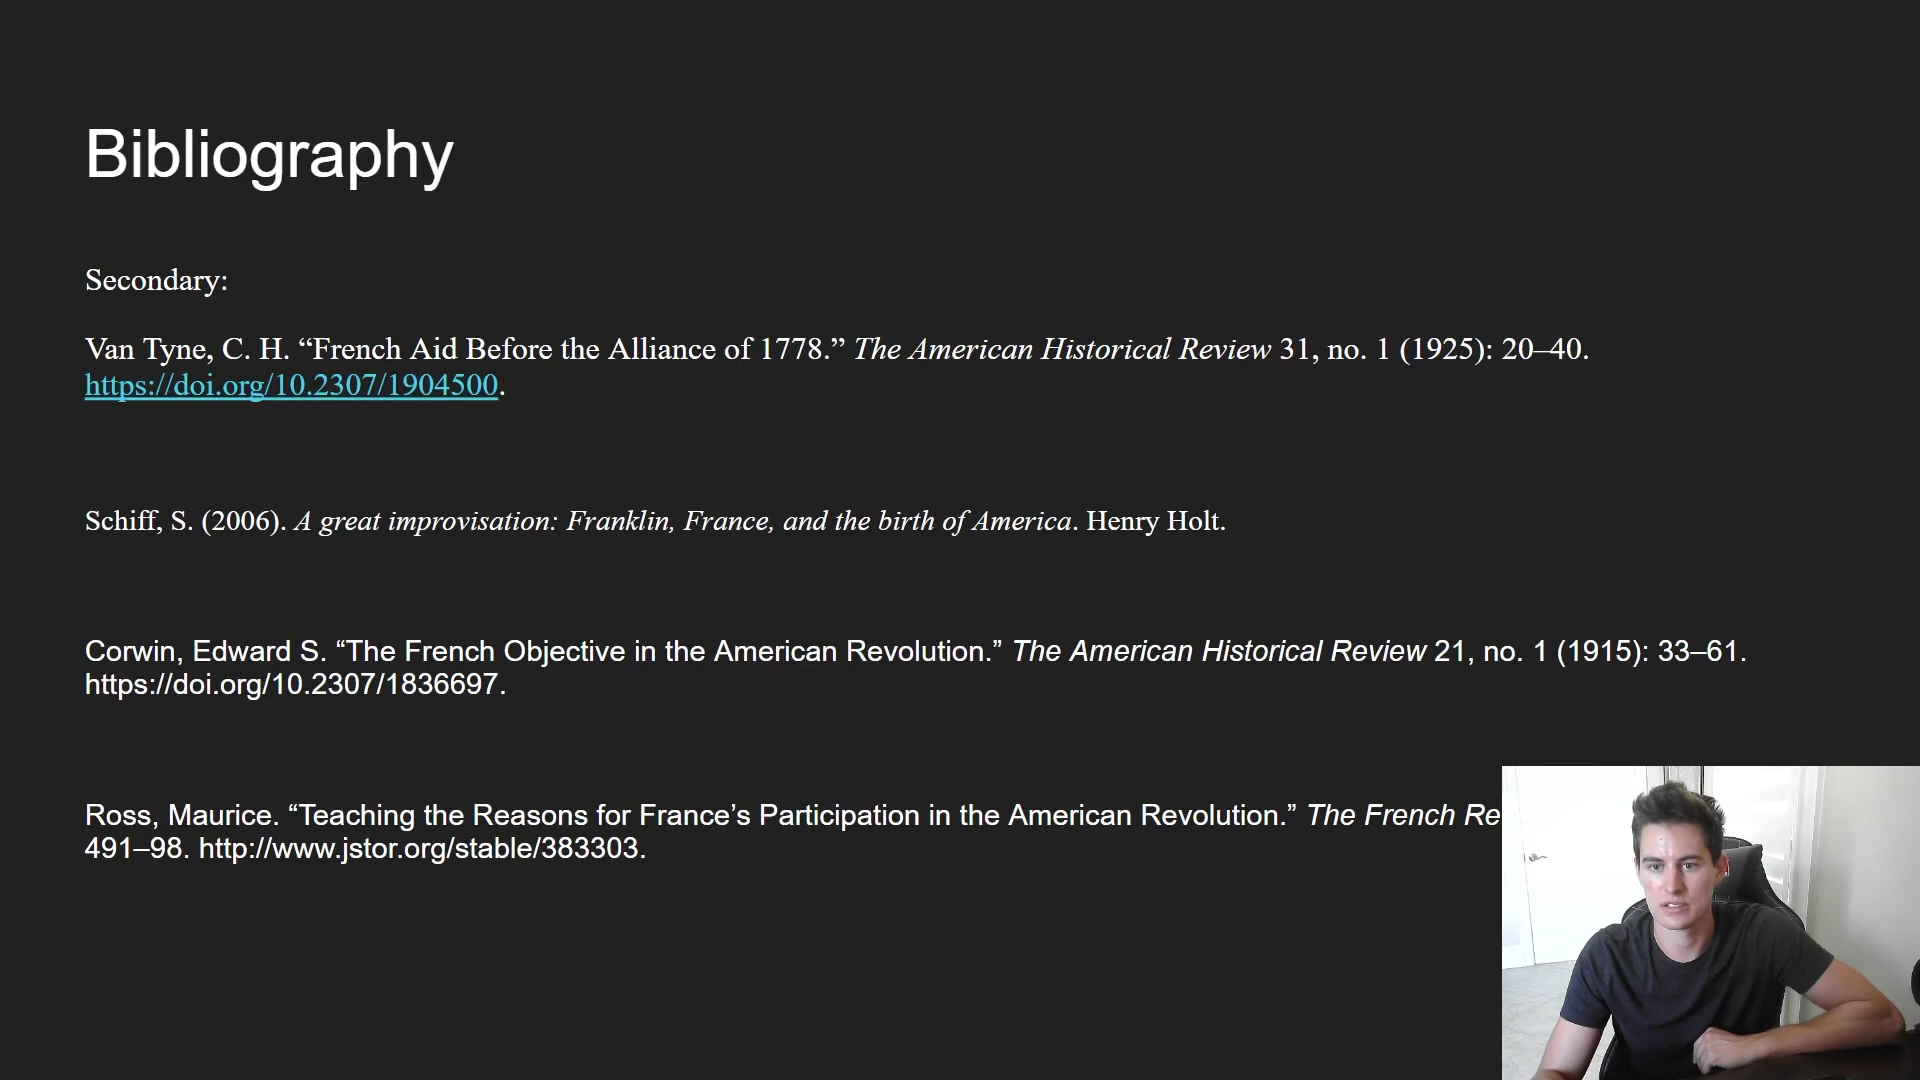 Bibliography
Secondary:
Van Tyne, C. H. “French Aid Before the Alliance of 1778.” The American Historical Review 31, no. 1 (1925): 20–40.
https://doi.org/10.2307/1904500.
Schiff, S. (2006). A great improvisation: Franklin, France, and the birth of America. Henry Holt.
Corwin, Edward S. “The French Objective in the American Revolution.” The American Historical Review 21, no. 1 (1915): 33–61.
https://doi.org/10.2307/1836697.
Ross, Maurice. “Teaching the Reasons for France’s Participation in the American Revolution.” The French Re
491–98. http://www.jstor.org/stable/383303.